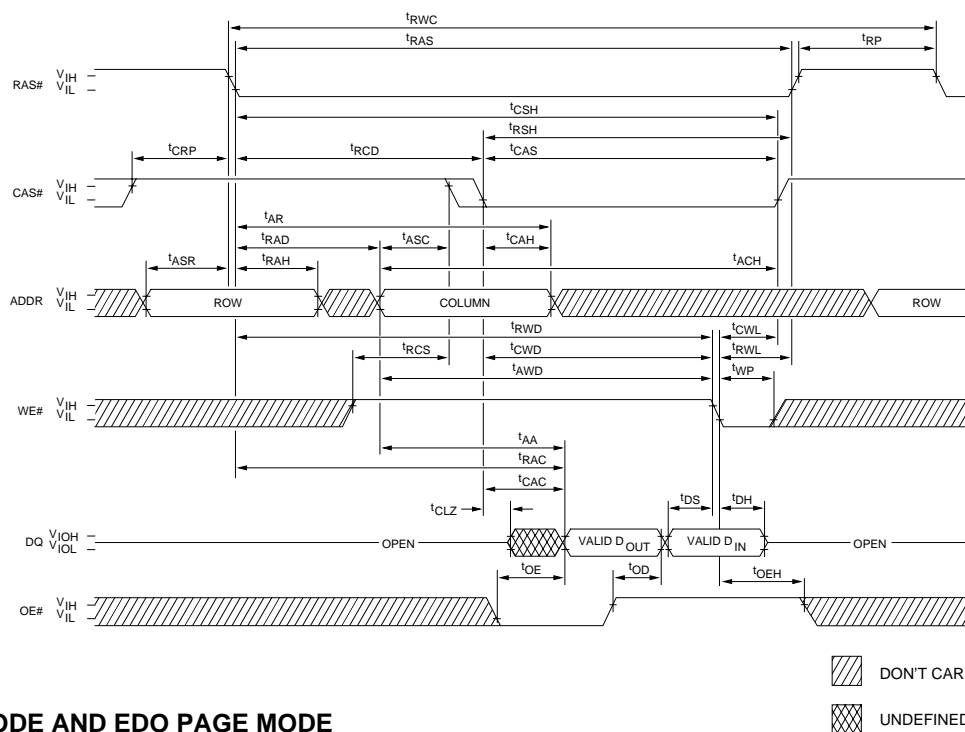 tRWC
tRAS tRP
RAS# VIH
VIL
tCSH
tRSH
tCRP tRCD tCAS
CAS# VIH
VIL
tAR
tRAD tASC tCAH
tASR tRAH tACH
ADDR VIH
VIL
ROW COLUMN ROW
tRWD tCWL
tRCS tCWD tRWL
tAWD tWP
WE# VIH
VIL
tAA
tRAC
tCAC
tCLZ tDS tDH
DQ VIOH
VIOL
OPEN VALID DOUT VALID DIN OPEN
tOE tOD tOEH
OE# VIH
VIL
DON'T CAR
UNDEFINED
ODE AND EDO PAGE MODE